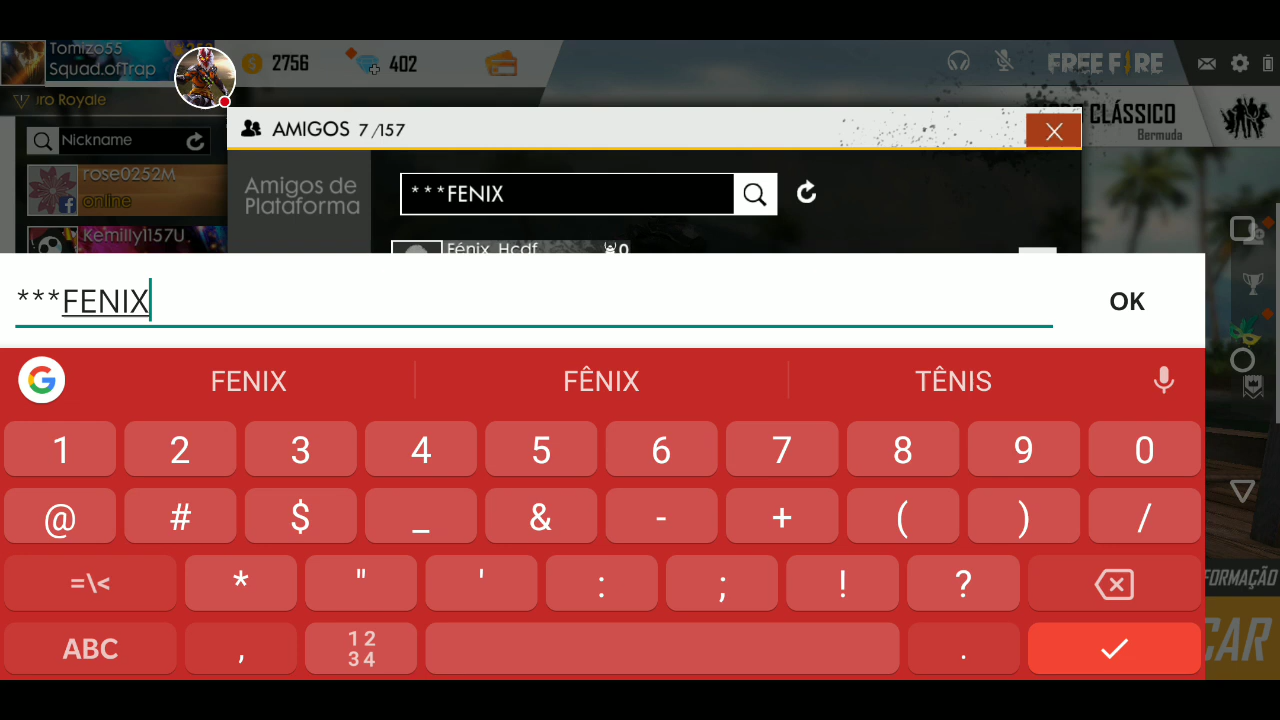 Tomizo55
Squad.ofTrap
2756
402
FREE FIRE
uro Royale
AMIGOS 7/157
CLÁSSICO
Bermuda
Nickname
rose0252M
online
Kemilly1157U
Amigos de
Plataforma
***FENIX
Fénix_Hcdf
0
***FENIX
OK
FENIX
FÊNIX
TÊNIS
1 2 3 4 5 6 7 8 9 0
@ # $ _ & - + ( ) /
=\< * " ' : ; ! ?
ABC , 12 .
34
FORMAÇÃO
CAR